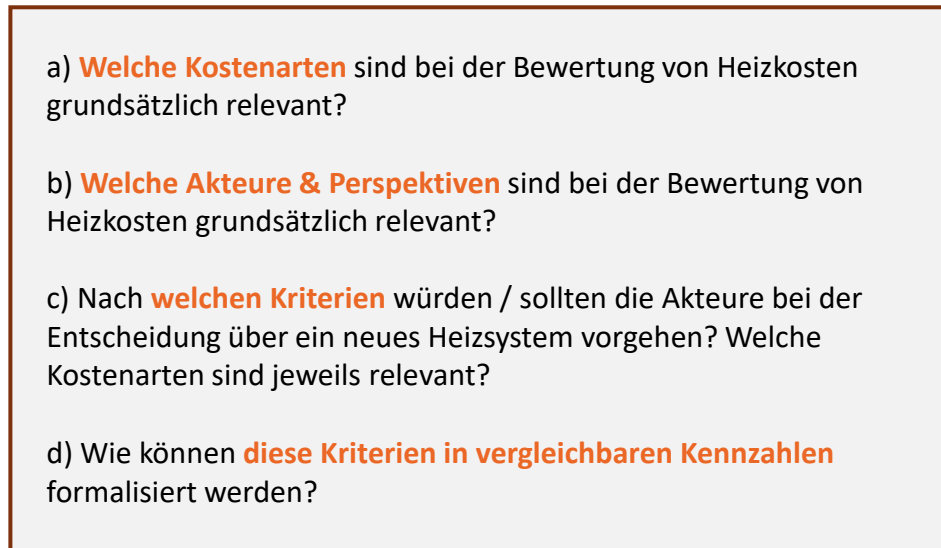 a) Welche Kostenarten sind bei der Bewertung von Heizkosten
grundsätzlich relevant?
b) Welche Akteure & Perspektiven sind bei der Bewertung von
Heizkosten grundsätzlich relevant?
c) Nach welchen Kriterien würden / sollten die Akteure bei der
Entscheidung über ein neues Heizsystem vorgehen? Welche
Kostenarten sind jeweils relevant?
d) Wie können diese Kriterien in vergleichbaren Kennzahlen
formalisiert werden?